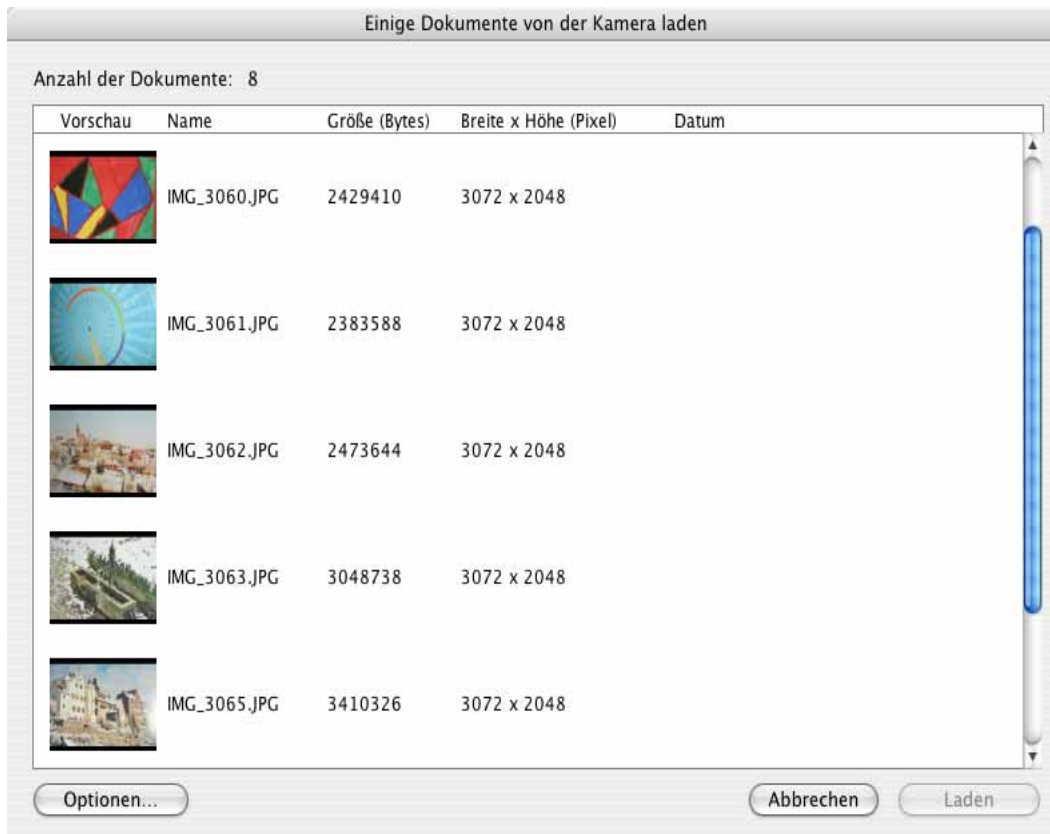 Einige Dokumente von der Kamera laden
Anzahl der Dokumente: 8
Vorschau Name Größe (Bytes) Breite x Höhe (Pixel) Datum
IMG_3060.JPG 2429410 3072 x 2048
IMG_3061.JPG 2383588 3072 x 2048
IMG_3062.JPG 2473644 3072 x 2048
IMG_3063.JPG 3048738 3072 x 2048
IMG_3065.JPG 3410326 3072 x 2048
Optionen... Abbrechen Laden